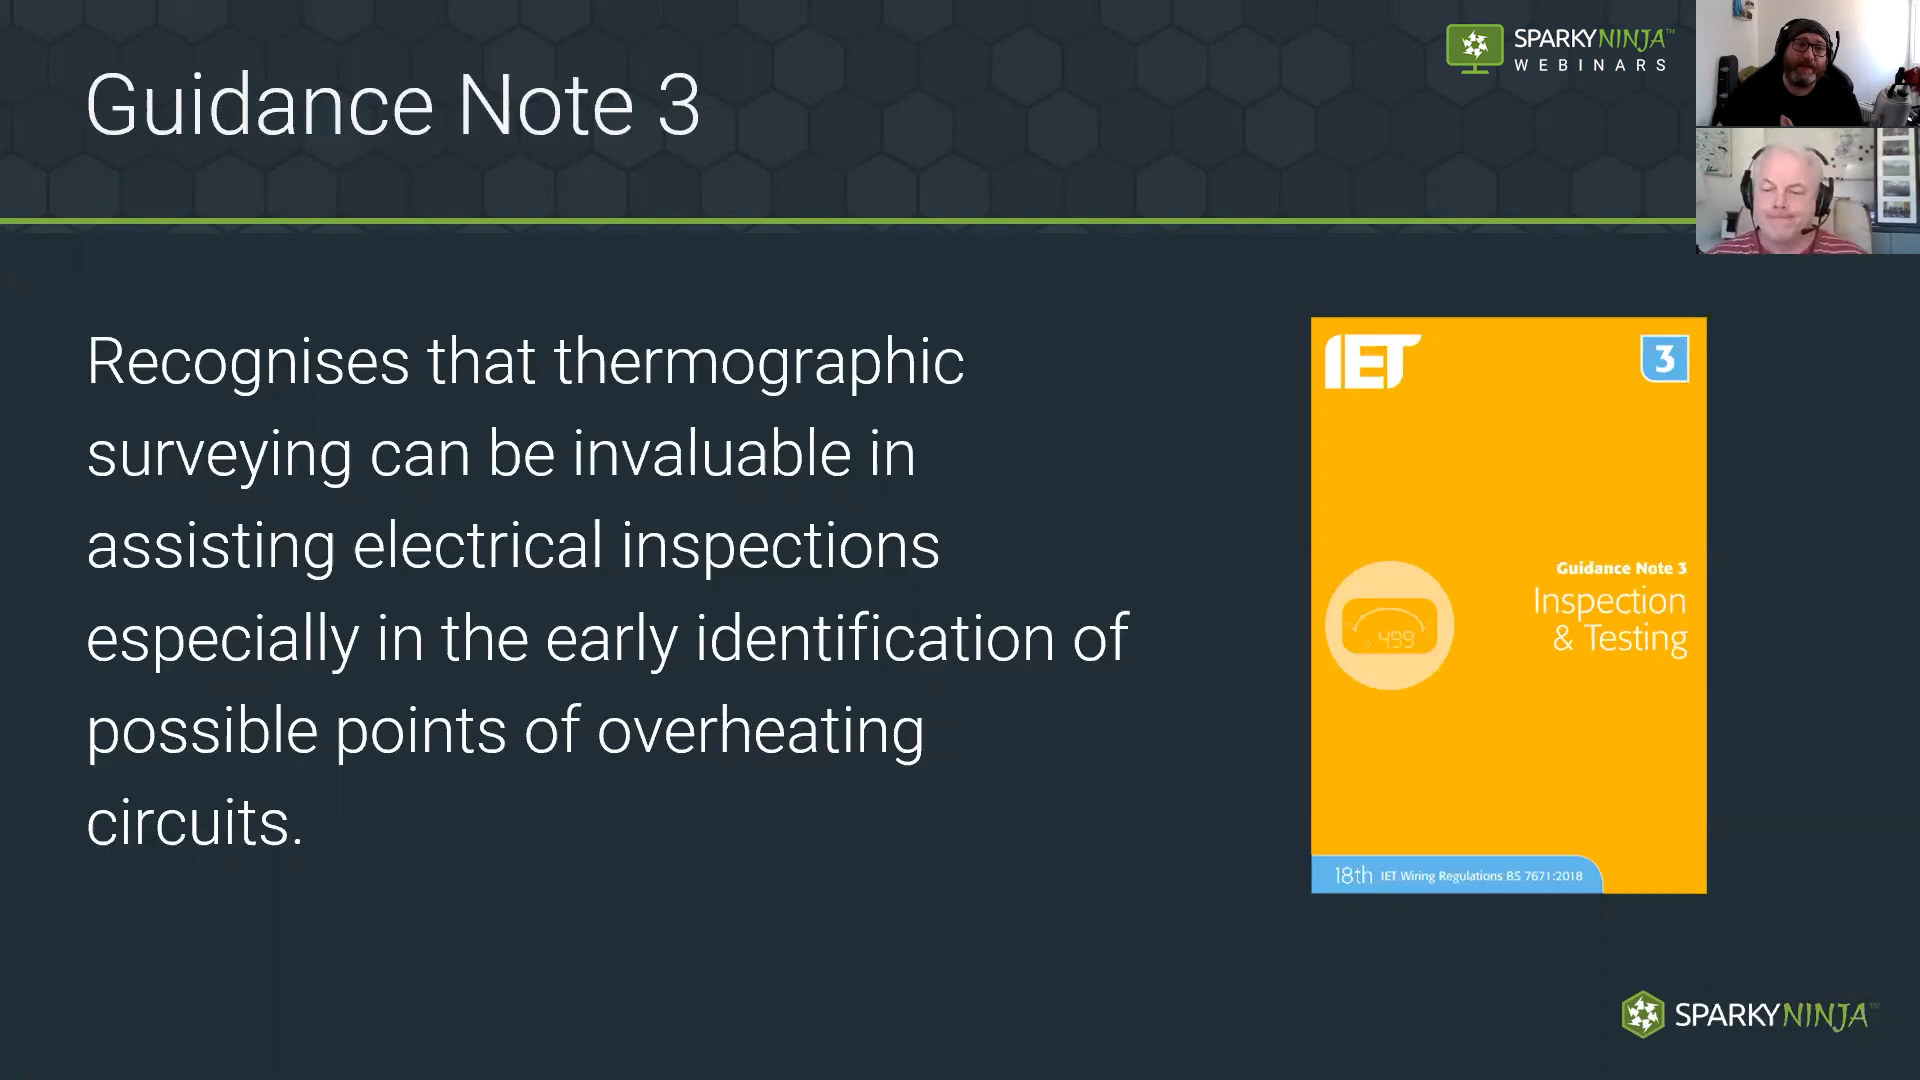 Guidance Note 3
SPARKYNINJA™
WEBINARS
Recognises that thermographic
surveying can be invaluable in
assisting electrical inspections
especially in the early identification of
possible points of overheating
circuits.
IET
3
499
Guidance Note 3
Inspection
& Testing
18th IET Wiring Regulations BS 7671:2018
SPARKYNINJA™